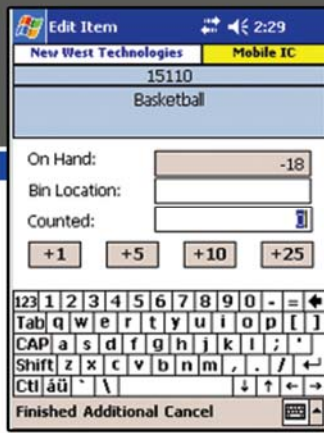 Edit Item 2:29
New West Technologies Mobile IC
15110
Basketball
On Hand: -18
Bin Location:
Counted: 0
+1 +5 +10 +25
123 1 2 3 4 5 6 7 8 9 0 - =
Tab q w e r t y u i o p [ ]
CAP a s d f g h j k l ; '
Shift z x c v b n m , . /
Ctl áü ` \
Finished Additional Cancel